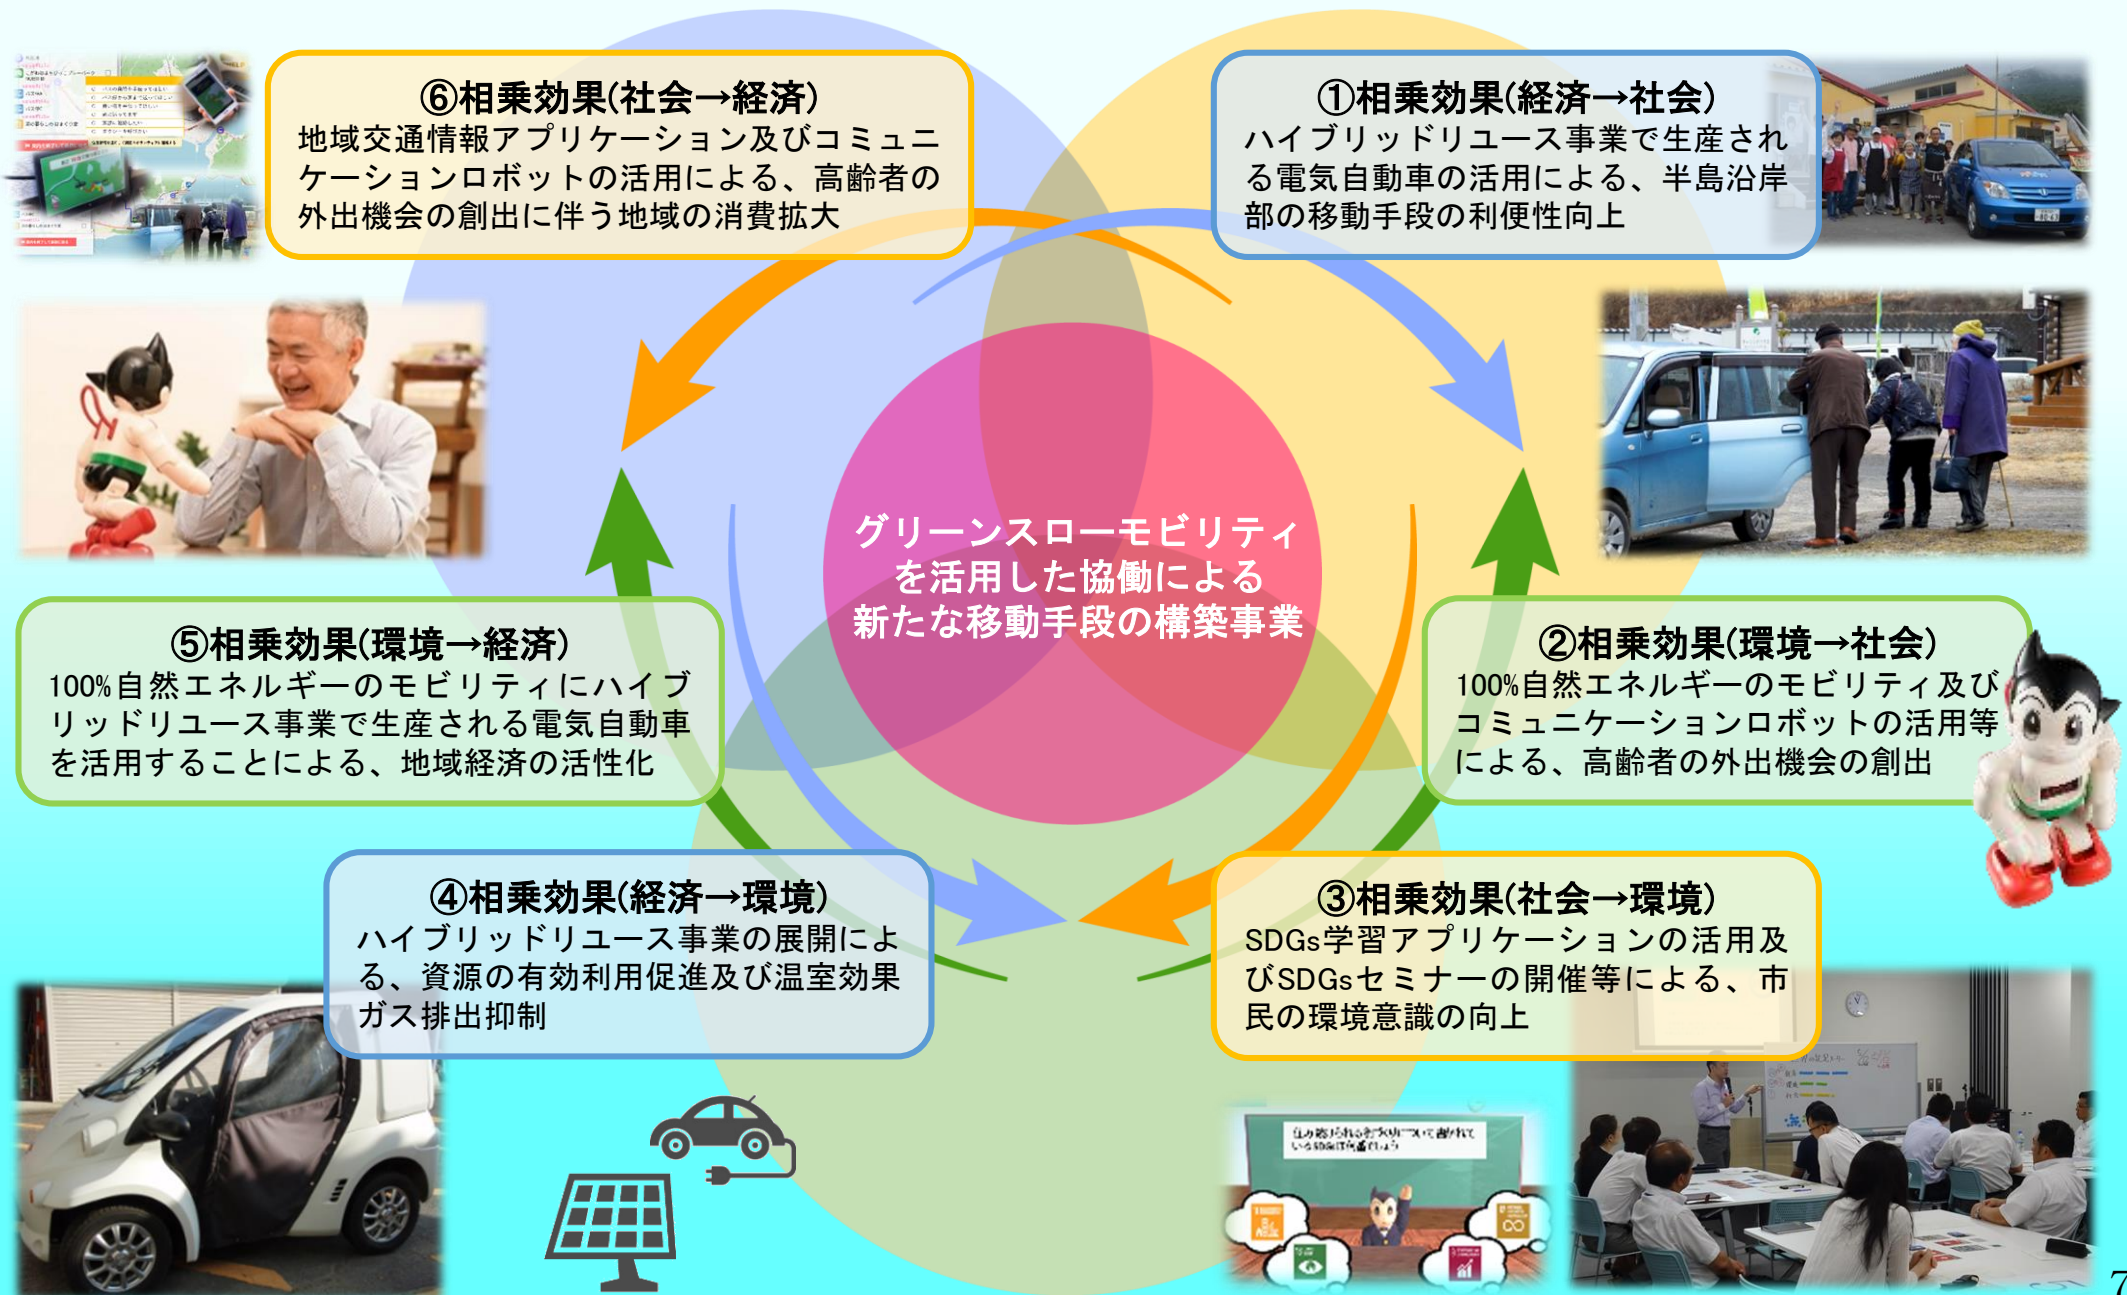 ⑥相乗効果(社会→経済)
地域交通情報アプリケーション及びコミュニ
ケーションロボットの活用による、高齢者の
外出機会の創出に伴う地域の消費拡大
①相乗効果(経済→社会)
ハイブリッドリユース事業で生産され
る電気自動車の活用による、半島沿岸
部の移動手段の利便性向上
グリーンスローモビリティ
を活用した協働による
新たな移動手段の構築事業
⑤相乗効果(環境→経済)
100%自然エネルギーのモビリティにハイブ
リッドリユース事業で生産される電気自動車
を活用することによる、地域経済の活性化
②相乗効果(環境→社会)
100%自然エネルギーのモビリティ及び
コミュニケーションロボットの活用等
による、高齢者の外出機会の創出
④相乗効果(経済→環境)
ハイブリッドリユース事業の展開によ
る、資源の有効利用促進及び温室効果
ガス排出抑制
③相乗効果(社会→環境)
SDGs学習アプリケーションの活用及
びSDGsセミナーの開催等による、市
民の環境意識の向上
7